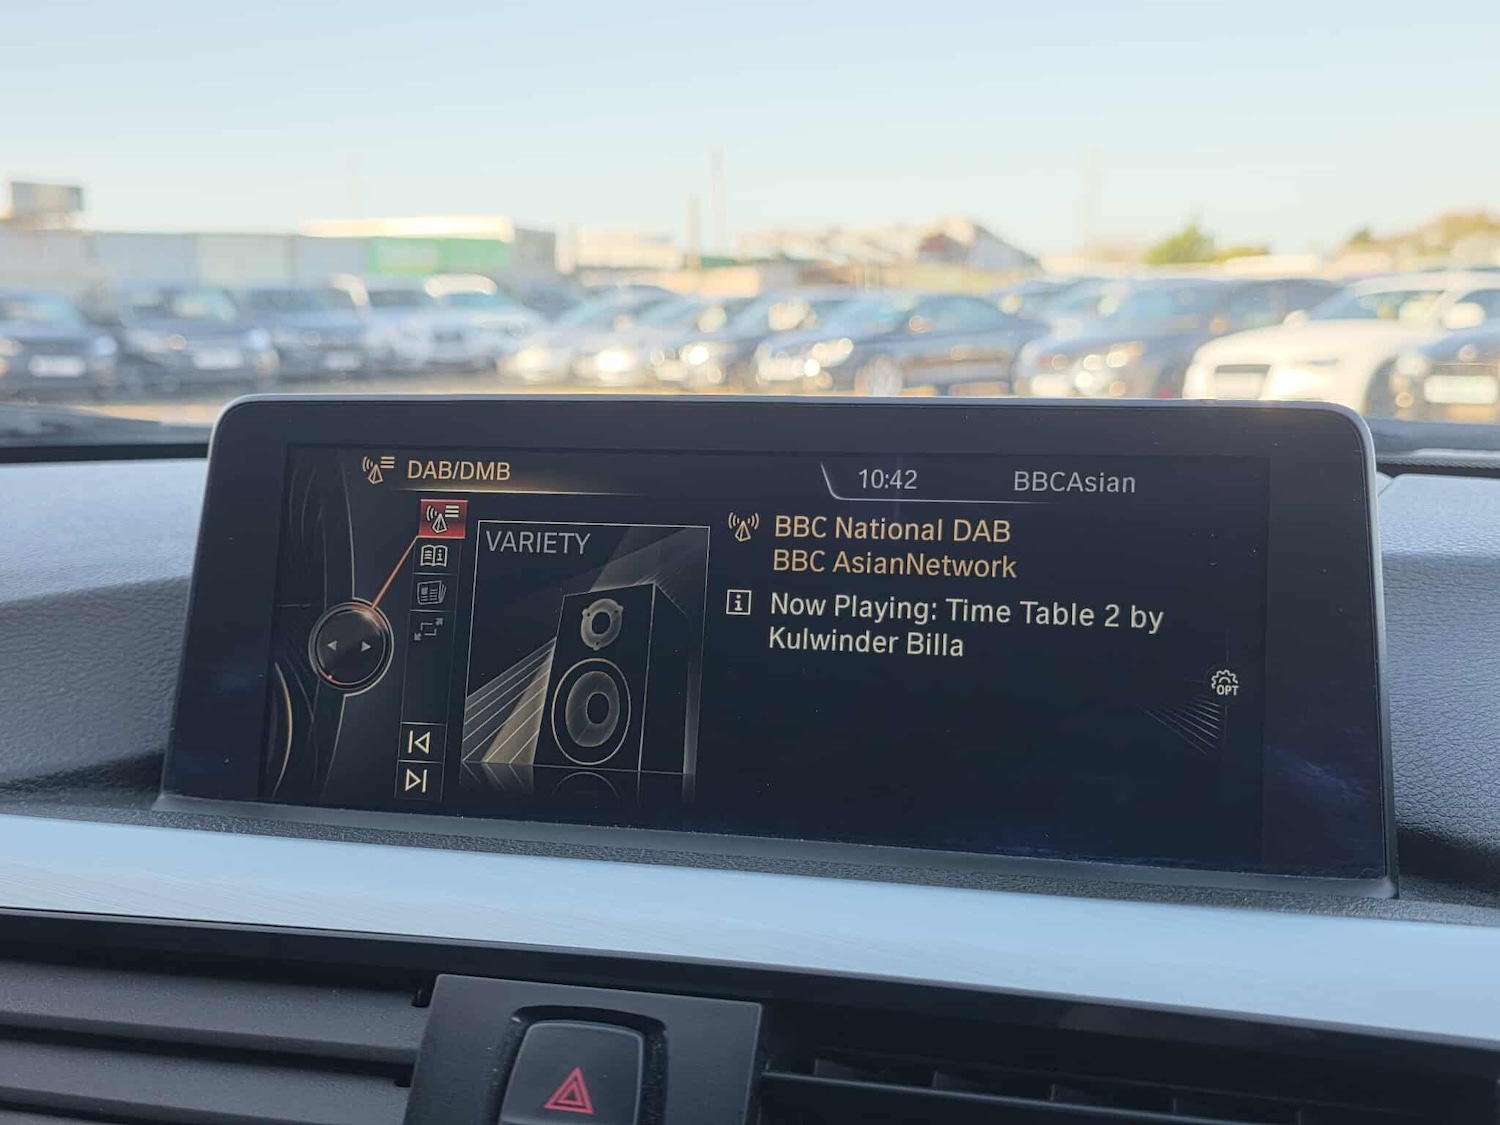 DAB/DMB
10:42
BBCAsian
VARIETY
BBC National DAB
BBC AsianNetwork
Now Playing: Time Table 2 by
Kulwinder Billa
OPT